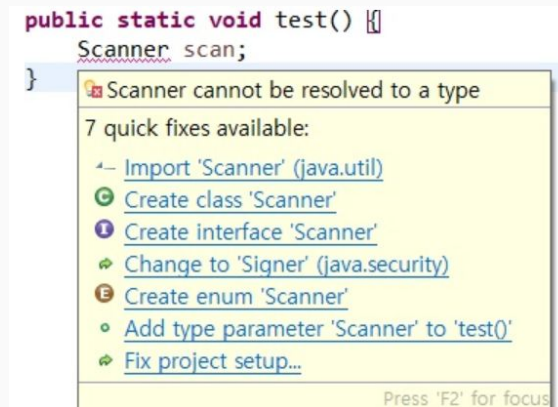 public static void test() {
Scanner scan;
}
Scanner cannot be resolved to a type
7 quick fixes available:
Import 'Scanner' (java.util)
Create class 'Scanner'
Create interface 'Scanner'
Change to 'Signer' (java.security)
Create enum 'Scanner'
Add type parameter 'Scanner' to 'test()'
Fix project setup...
Press 'F2' for focus